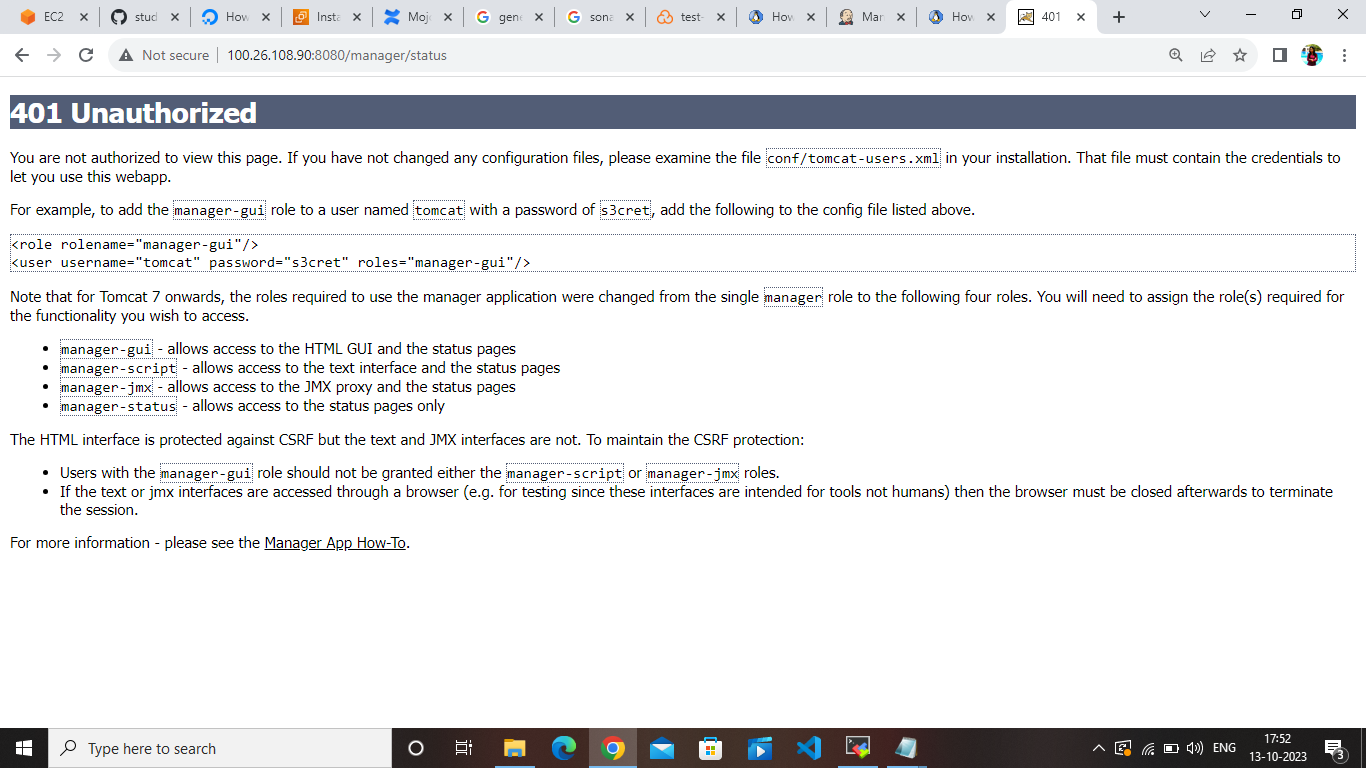 EC2
stud
How
Insta
Moj
gen
sona
test-
How
Man
How
401
Not secure
100.26.108.90:8080/manager/status
401 Unauthorized
You are not authorized to view this page. If you have not changed any configuration files, please examine the file conf/tomcat-users.xml in your installation. That file must contain the credentials to
let you use this webapp.
For example, to add the manager-gui role to a user named tomcat with a password of s3cret, add the following to the config file listed above.
<role rolename="manager-gui"/>
<user username="tomcat" password="s3cret" roles="manager-gui"/>
Note that for Tomcat 7 onwards, the roles required to use the manager application were changed from the single manager role to the following four roles. You will need to assign the role(s) required for
the functionality you wish to access.
• manager-gui - allows access to the HTML GUI and the status pages
• manager-script - allows access to the text interface and the status pages
• manager-jmx - allows access to the JMX proxy and the status pages
• manager-status - allows access to the status pages only
The HTML interface is protected against CSRF but the text and JMX interfaces are not. To maintain the CSRF protection:
• Users with the manager-gui role should not be granted either the manager-script or manager-jmx roles.
• If the text or jmx interfaces are accessed through a browser (e.g. for testing since these interfaces are intended for tools not humans) then the browser must be closed afterwards to terminate
the session.
For more information - please see the Manager App How-To.
Type here to search
ENG
17:52
13-10-2023
3